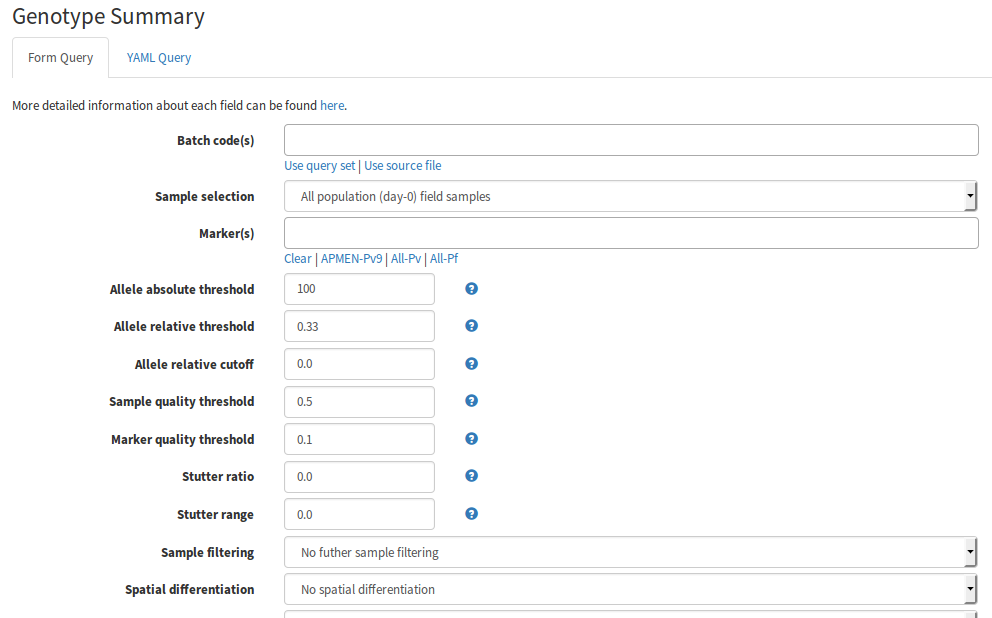 Genotype Summary
Form Query YAML Query
More detailed information about each field can be found here.
Batch code(s)
Use query set | Use source file
Sample selection All population (day-0) field samples
Marker(s)
Clear | APMEN-Pv9 | All-Pv | All-Pf
Allele absolute threshold 100 ?
Allele relative threshold 0.33 ?
Allele relative cutoff 0.0 ?
Sample quality threshold 0.5 ?
Marker quality threshold 0.1 ?
Stutter ratio 0.0 ?
Stutter range 0.0 ?
Sample filtering No futher sample filtering
Spatial differentiation No spatial differentiation